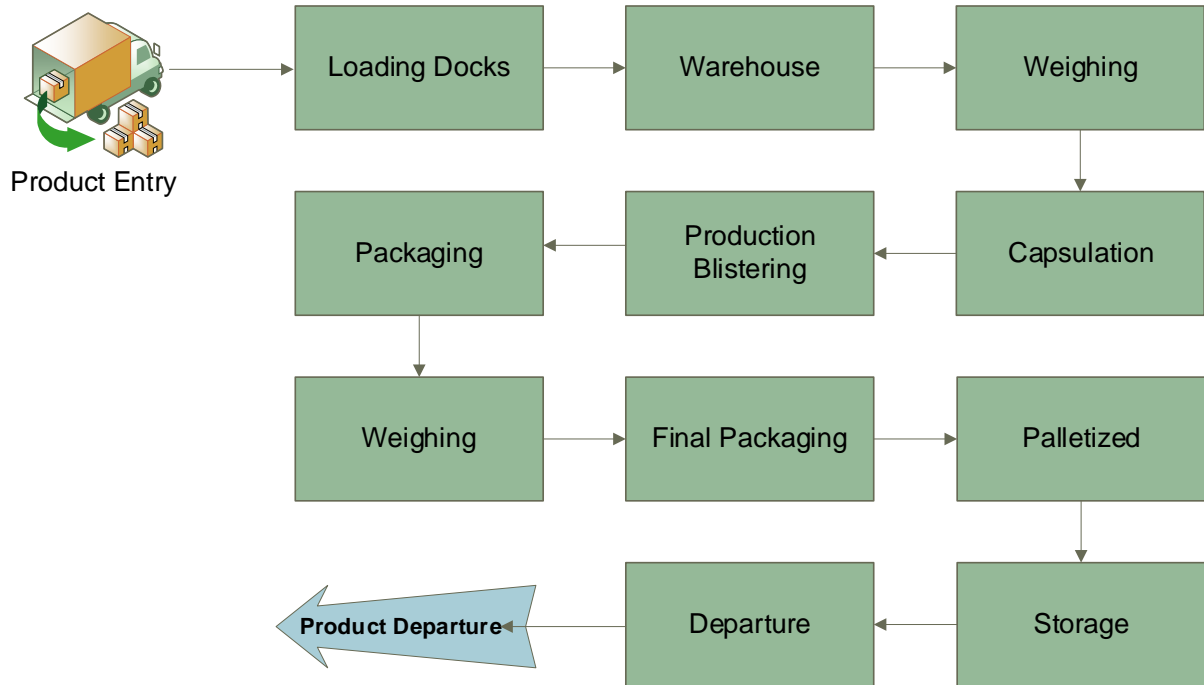 Product Entry
Loading Docks
Warehouse
Weighing
Capsulation
Production
Blistering
Packaging
Weighing
Final Packaging
Palletized
Storage
Departure
Product Departure